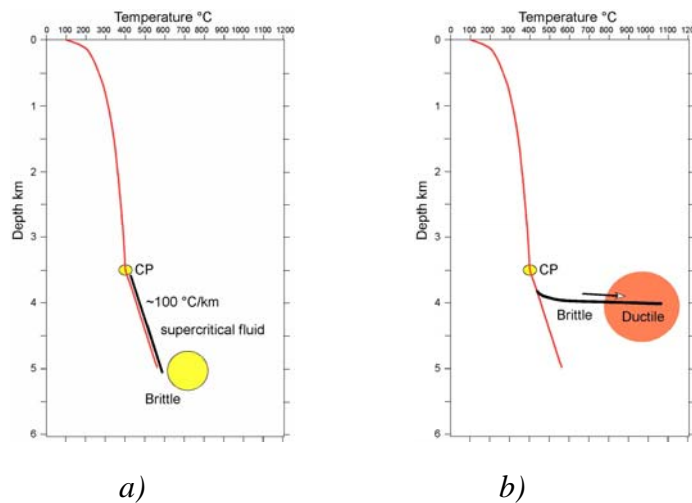 Temperature °C
0 100 200 300 400 500 600 700 800 900 1000 1100 1200
0
1
2
3
4
5
6
Depth km
CP
~100 °C/km
supercritical fluid
Brittle
a)
Temperature °C
0 100 200 300 400 500 600 700 800 900 1000 1100 1200
0
1
2
3
4
5
6
Depth km
CP
Brittle
Ductile
b)